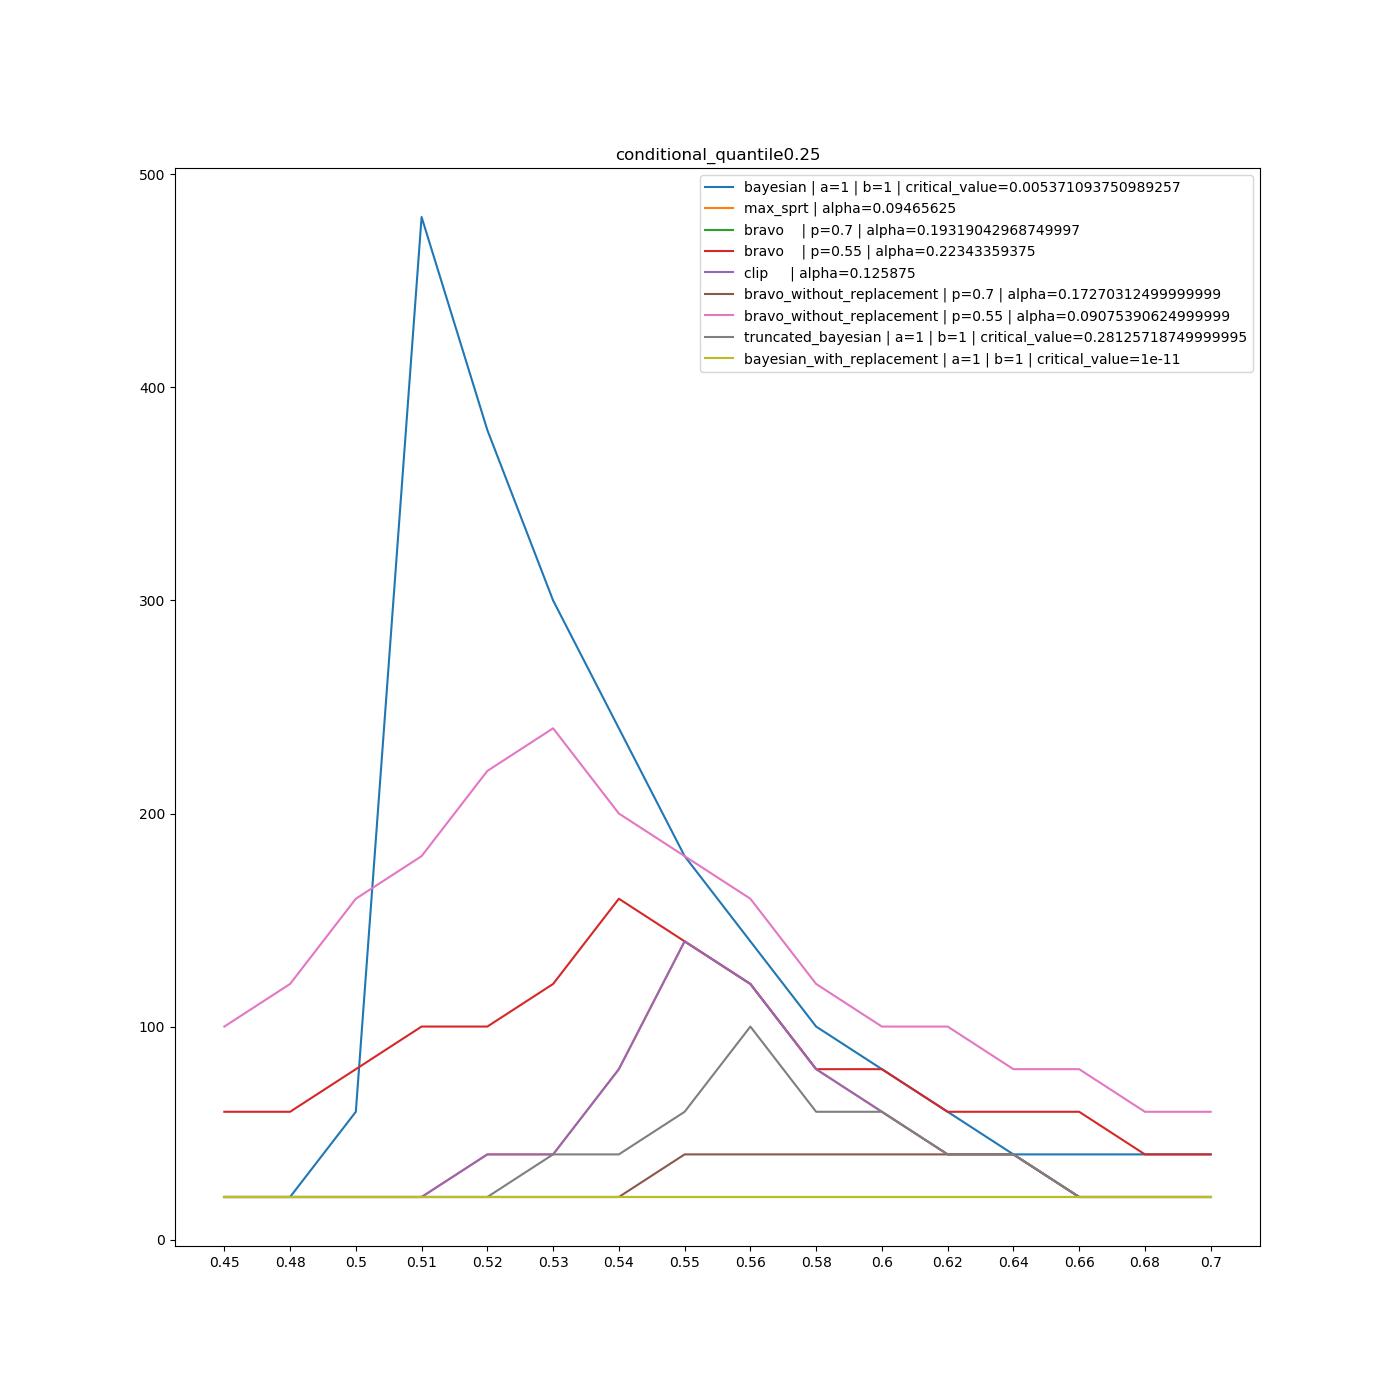 conditional_quantile0.25
500
400
300
200
100
0
bayesian | a=1 | b=1 | critical_value=0.005371093750989257
max_sprt | alpha=0.09465625
bravo    | p=0.7 | alpha=0.19319042968749997
bravo    | p=0.55 | alpha=0.22343359375
clip     | alpha=0.125875
bravo_without_replacement | p=0.7 | alpha=0.17270312499999999
bravo_without_replacement | p=0.55 | alpha=0.09075390624999999
truncated_bayesian | a=1 | b=1 | critical_value=0.28125718749999995
bayesian_with_replacement | a=1 | b=1 | critical_value=1e-11
0.45 0.48 0.5 0.51 0.52 0.53 0.54 0.55 0.56 0.58 0.6 0.62 0.64 0.66 0.68 0.7